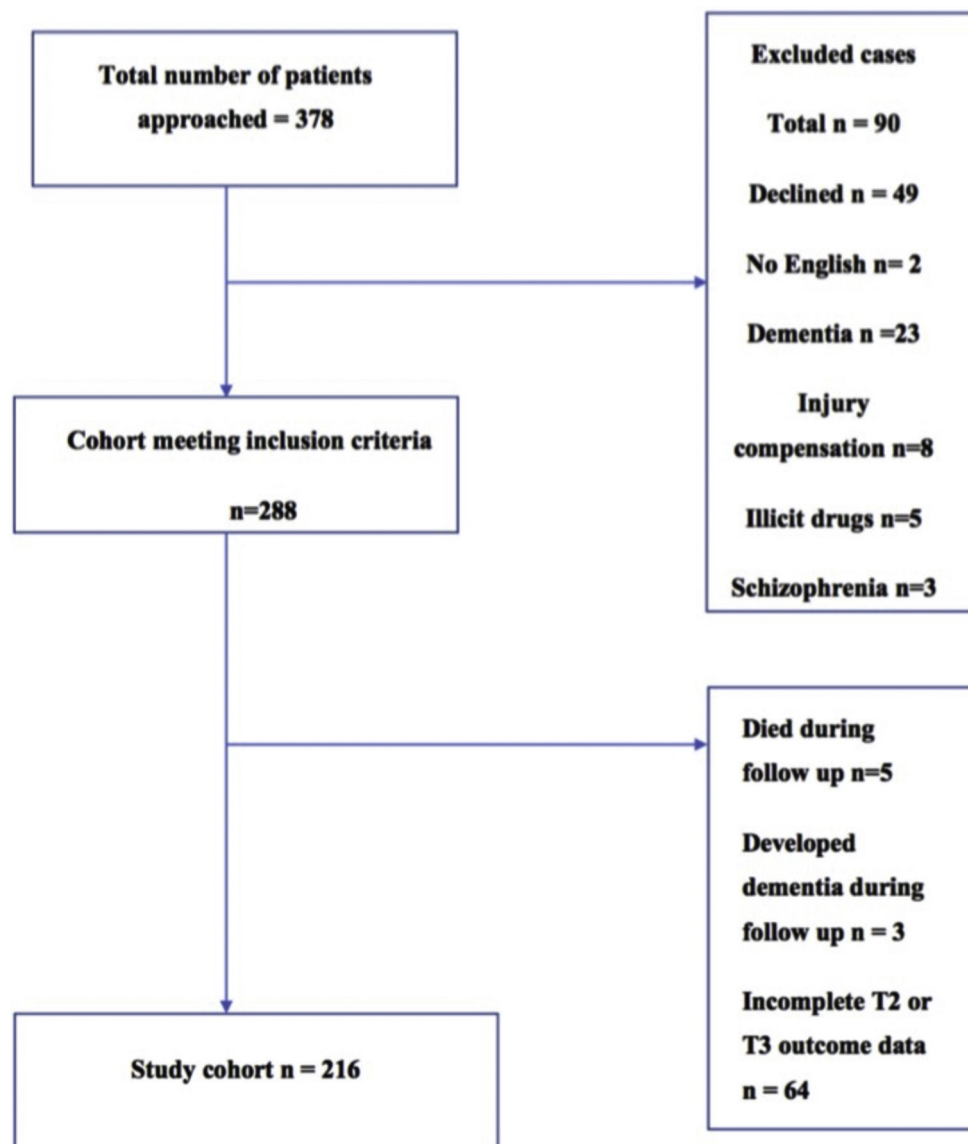 Total number of patients
approached = 378
Excluded cases
Total n = 90
Declined n = 49
No English n= 2
Dementia n =23
Injury
compensation n=8
Illicit drugs n=5
Schizophrenia n=3
Cohort meeting inclusion criteria
n=288
Died during
follow up n=5
Developed
dementia during
follow up n = 3
Incomplete T2 or
T3 outcome data
n = 64
Study cohort n = 216